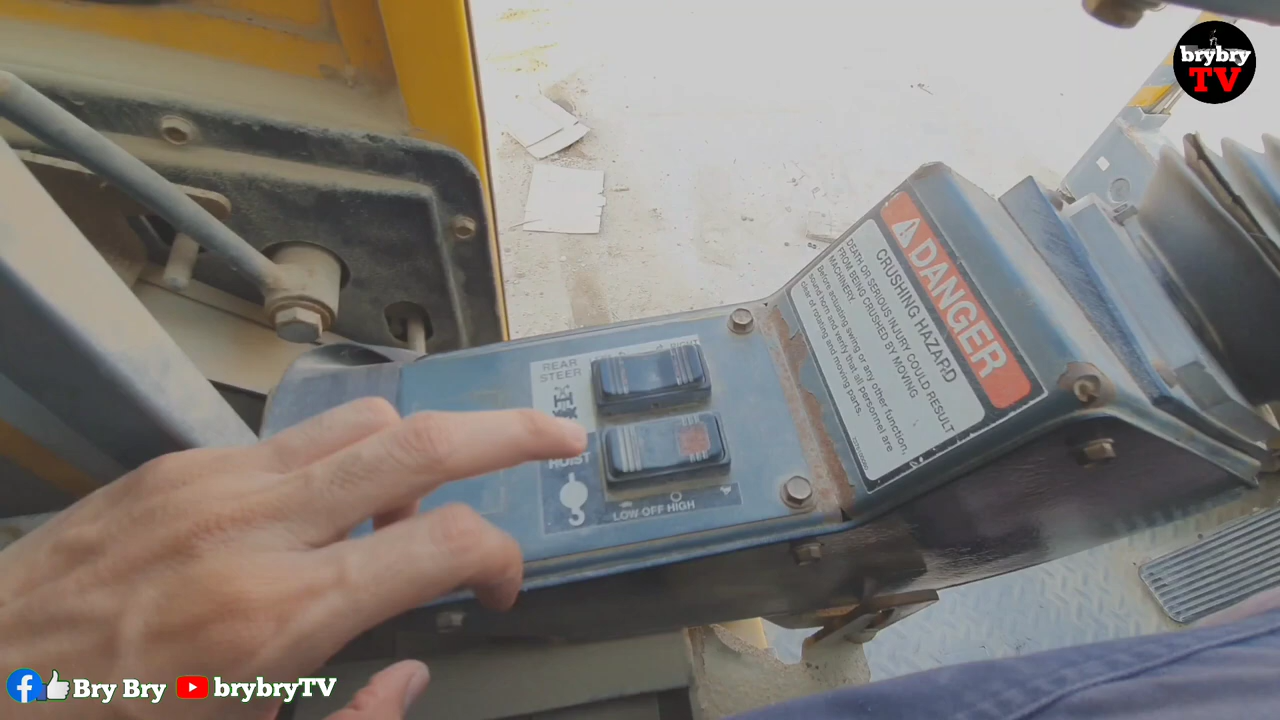 brybry
TV
DANGER
CRUSHING HAZARD
DEATH OR SERIOUS INJURY COULD RESULT
FROM BEING CRUSHED BY MOVING
MACHINERY
Before actuating swing or any other function,
sound horn and verify that all personnel are
clear of rotating and moving parts.
REAR
STEER
RIGHT
HOIST
LOW OFF HIGH
Bry Bry
brybryTV